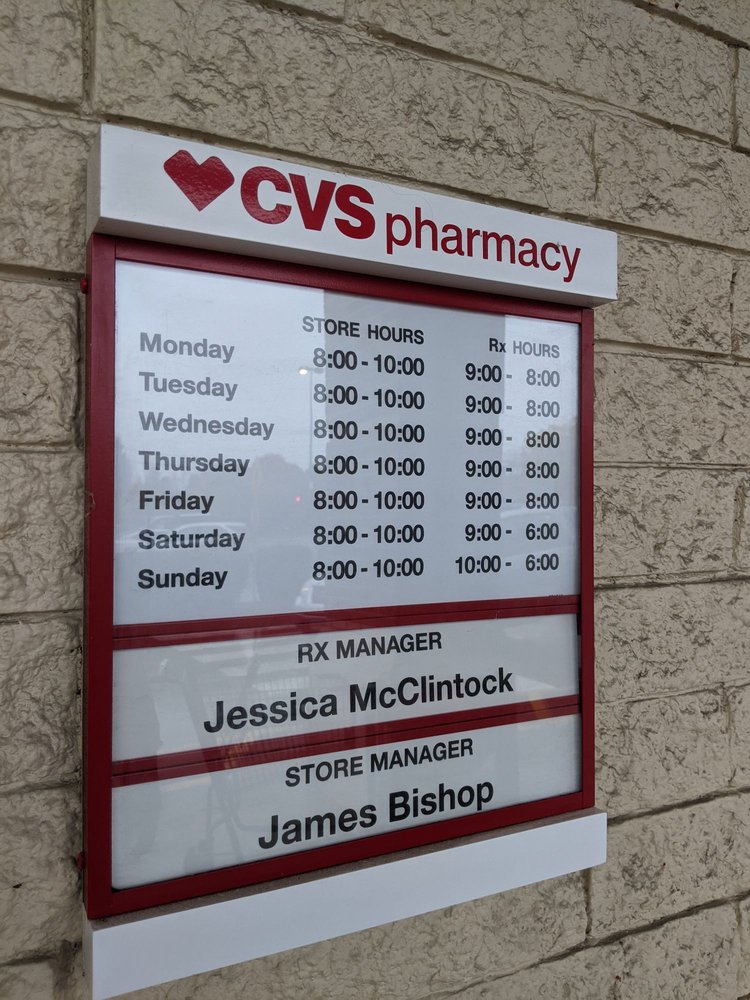 CVS pharmacy
STORE HOURS Rx HOURS
Monday 8:00 - 10:00 9:00 - 8:00
Tuesday 8:00 - 10:00 9:00 - 8:00
Wednesday 8:00 - 10:00 9:00 - 8:00
Thursday 8:00 - 10:00 9:00 - 8:00
Friday 8:00 - 10:00 9:00 - 8:00
Saturday 8:00 - 10:00 9:00 - 6:00
Sunday 8:00 - 10:00 10:00 - 6:00
RX MANAGER
Jessica McClintock
STORE MANAGER
James Bishop